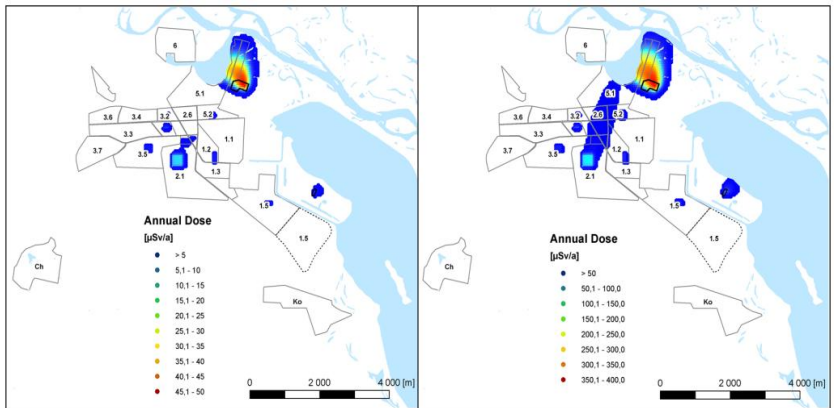 6
5.1
3.6 3.4 3.2 2.6 5.2
3.3
1.1
3.7
3.5
1.2
2.1
1.3
1.5
1.5
Ch
Ko
Annual Dose
[µSv/a]
> 5
5,1 - 10
10,1 - 15
15,1 - 20
20,1 - 25
25,1 - 30
30,1 - 35
35,1 - 40
40,1 - 45
45,1 - 50
0 2 000 4 000 [m]
6
5.1
3.6 3.4 3.2 2.6 5.2
3.3
1.1
3.7
3.5
1.2
2.1
1.3
1.5
1.5
Ch
Ko
Annual Dose
[µSv/a]
> 50
50,1 - 100,0
100,1 - 150,0
150,1 - 200,0
200,1 - 250,0
250,1 - 300,0
300,1 - 350,0
350,1 - 400,0
0 2 000 4 000 [m]